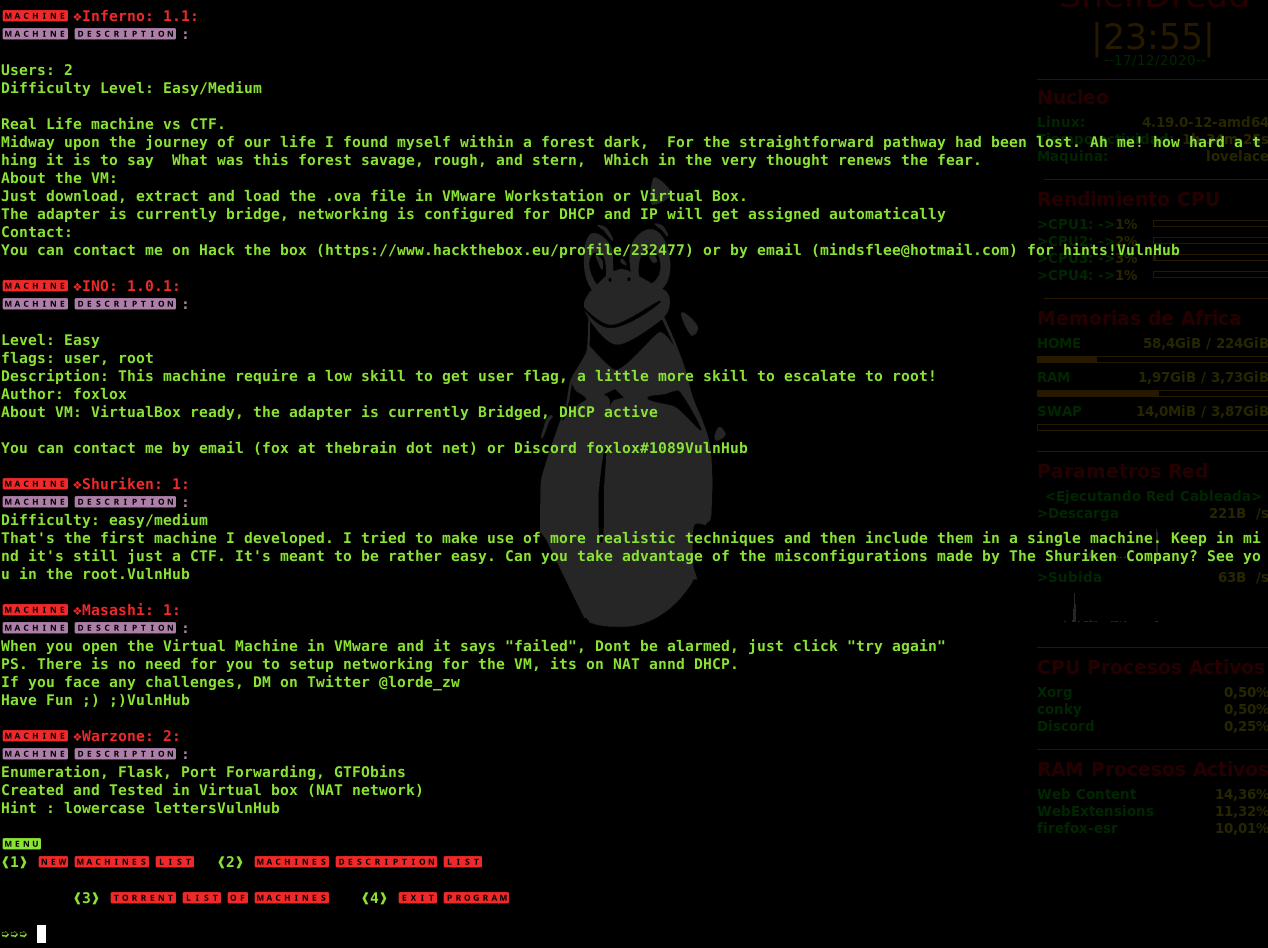 MACHINE ❖Inferno: 1.1:
MACHINE DESCRIPTION :
Users: 2
Difficulty Level: Easy/Medium
Real Life machine vs CTF.
Midway upon the journey of our life I found myself within a forest dark,  For the straightforward pathway had been lost. Ah me! how hard a t
hing it is to say  What was this forest savage, rough, and stern,  Which in the very thought renews the fear.
About the VM:
Just download, extract and load the .ova file in VMware Workstation or Virtual Box.
The adapter is currently bridge, networking is configured for DHCP and IP will get assigned automatically
Contact:
You can contact me on Hack the box (https://www.hackthebox.eu/profile/232477) or by email (mindsflee@hotmail.com) for hints!VulnHub
MACHINE ❖INO: 1.0.1:
MACHINE DESCRIPTION :
Level: Easy
flags: user, root
Description: This machine require a low skill to get user flag, a little more skill to escalate to root!
Author: foxlox
About VM: VirtualBox ready, the adapter is currently Bridged, DHCP active
You can contact me by email (fox at thebrain dot net) or Discord foxlox#1089VulnHub
MACHINE ❖Shuriken: 1:
MACHINE DESCRIPTION :
Difficulty: easy/medium
That's the first machine I developed. I tried to make use of more realistic techniques and then include them in a single machine. Keep in mi
nd it's still just a CTF. It's meant to be rather easy. Can you take advantage of the misconfigurations made by The Shuriken Company? See yo
u in the root.VulnHub
MACHINE ❖Masashi: 1:
MACHINE DESCRIPTION :
When you open the Virtual Machine in VMware and it says "failed", Dont be alarmed, just click "try again"
PS. There is no need for you to setup networking for the VM, its on NAT annd DHCP.
If you face any challenges, DM on Twitter @lorde_zw
Have Fun ;) ;)VulnHub
MACHINE ❖Warzone: 2:
MACHINE DESCRIPTION :
Enumeration, Flask, Port Forwarding, GTFObins
Created and Tested in Virtual box (NAT network)
Hint : lowercase lettersVulnHub
MENU
❪1❫ NEW MACHINES LIST ❪2❫ MACHINES DESCRIPTION LIST
❪3❫ TORRENT LIST OF MACHINES ❪4❫ EXIT PROGRAM
➭➭➭
ShellDredd
|23:55|
--17/12/2020--
Nucleo
Linux: 4.19.0-12-amd64
Maquina: lovelace
Rendimiento CPU
>CPU1: ->1%
>CPU2:
>CPU3: ->3%
>CPU4: ->1%
Memorias de Africa
HOME 58,4GiB / 224GiB
RAM 1,97GiB / 3,73GiB
SWAP 14,0MiB / 3,87GiB
Parametros Red
<Ejecutando Red Cableada>
>Descarga 221B /s
>Subida 63B /s
CPU Procesos Activos
Xorg 0,50%
conky 0,50%
Discord 0,25%
RAM Procesos Activos
Web Content 14,36%
WebExtensions 11,32%
firefox-esr 10,01%